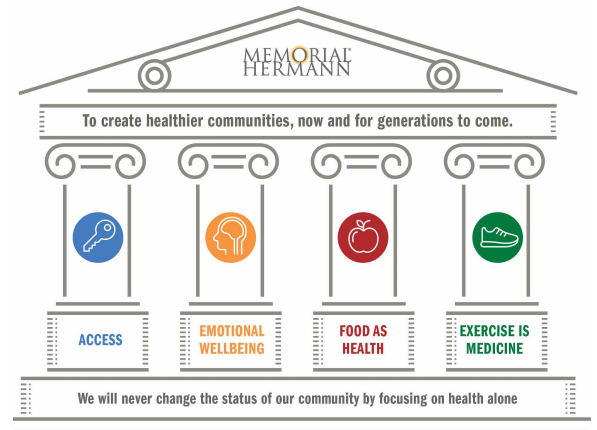 MEMORIAL®
HERMANN
To create healthier communities, now and for generations to come.
ACCESS
EMOTIONAL
WELLBEING
FOOD AS
HEALTH
EXERCISE IS
MEDICINE
We will never change the status of our community by focusing on health alone